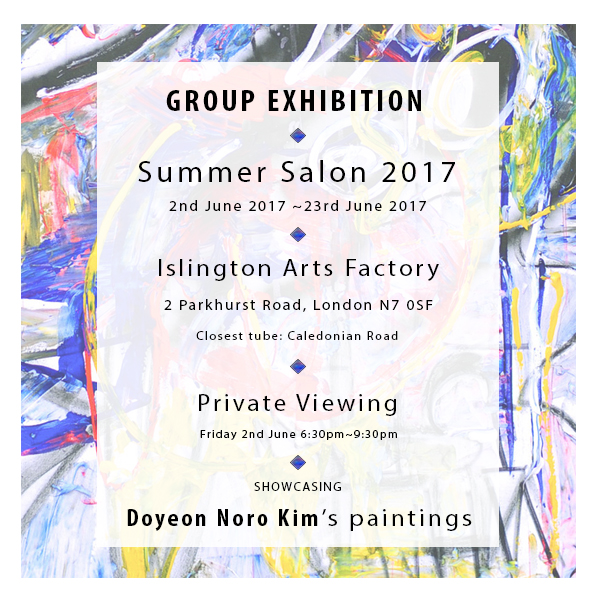 GROUP EXHIBITION
Summer Salon 2017
2nd June 2017 ~23rd June 2017
Islington Arts Factory
2 Parkhurst Road, London N7 0SF
Closest tube: Caledonian Road
Private Viewing
Friday 2nd June 6:30pm~9:30pm
SHOWCASING
Doyeon Noro Kim's paintings